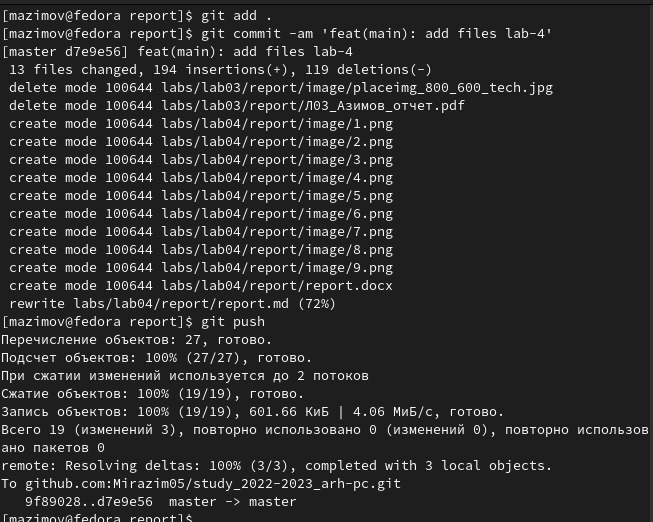 [mazimov@fedora report]$ git add .
[mazimov@fedora report]$ git commit -am 'feat(main): add files lab-4'
[master d7e9e56] feat(main): add files lab-4
 13 files changed, 194 insertions(+), 119 deletions(-)
 delete mode 100644 labs/lab03/report/image/placeimg_800_600_tech.jpg
 delete mode 100644 labs/lab03/report/Л03_Азимов_отчет.pdf
 create mode 100644 labs/lab04/report/image/1.png
 create mode 100644 labs/lab04/report/image/2.png
 create mode 100644 labs/lab04/report/image/3.png
 create mode 100644 labs/lab04/report/image/4.png
 create mode 100644 labs/lab04/report/image/5.png
 create mode 100644 labs/lab04/report/image/6.png
 create mode 100644 labs/lab04/report/image/7.png
 create mode 100644 labs/lab04/report/image/8.png
 create mode 100644 labs/lab04/report/image/9.png
 create mode 100644 labs/lab04/report/report.docx
 rewrite labs/lab04/report/report.md (72%)
[mazimov@fedora report]$ git push
Перечисление объектов: 27, готово.
Подсчет объектов: 100% (27/27), готово.
При сжатии изменений используется до 2 потоков
Сжатие объектов: 100% (19/19), готово.
Запись объектов: 100% (19/19), 601.66 КиБ | 4.06 МиБ/с, готово.
Всего 19 (изменений 3), повторно использовано 0 (изменений 0), повторно использов
ано пакетов 0
remote: Resolving deltas: 100% (3/3), completed with 3 local objects.
To github.com:Mirazim05/study_2022-2023_arh-pc.git
   9f89028..d7e9e56  master -> master
[mazimov@fedora report]$